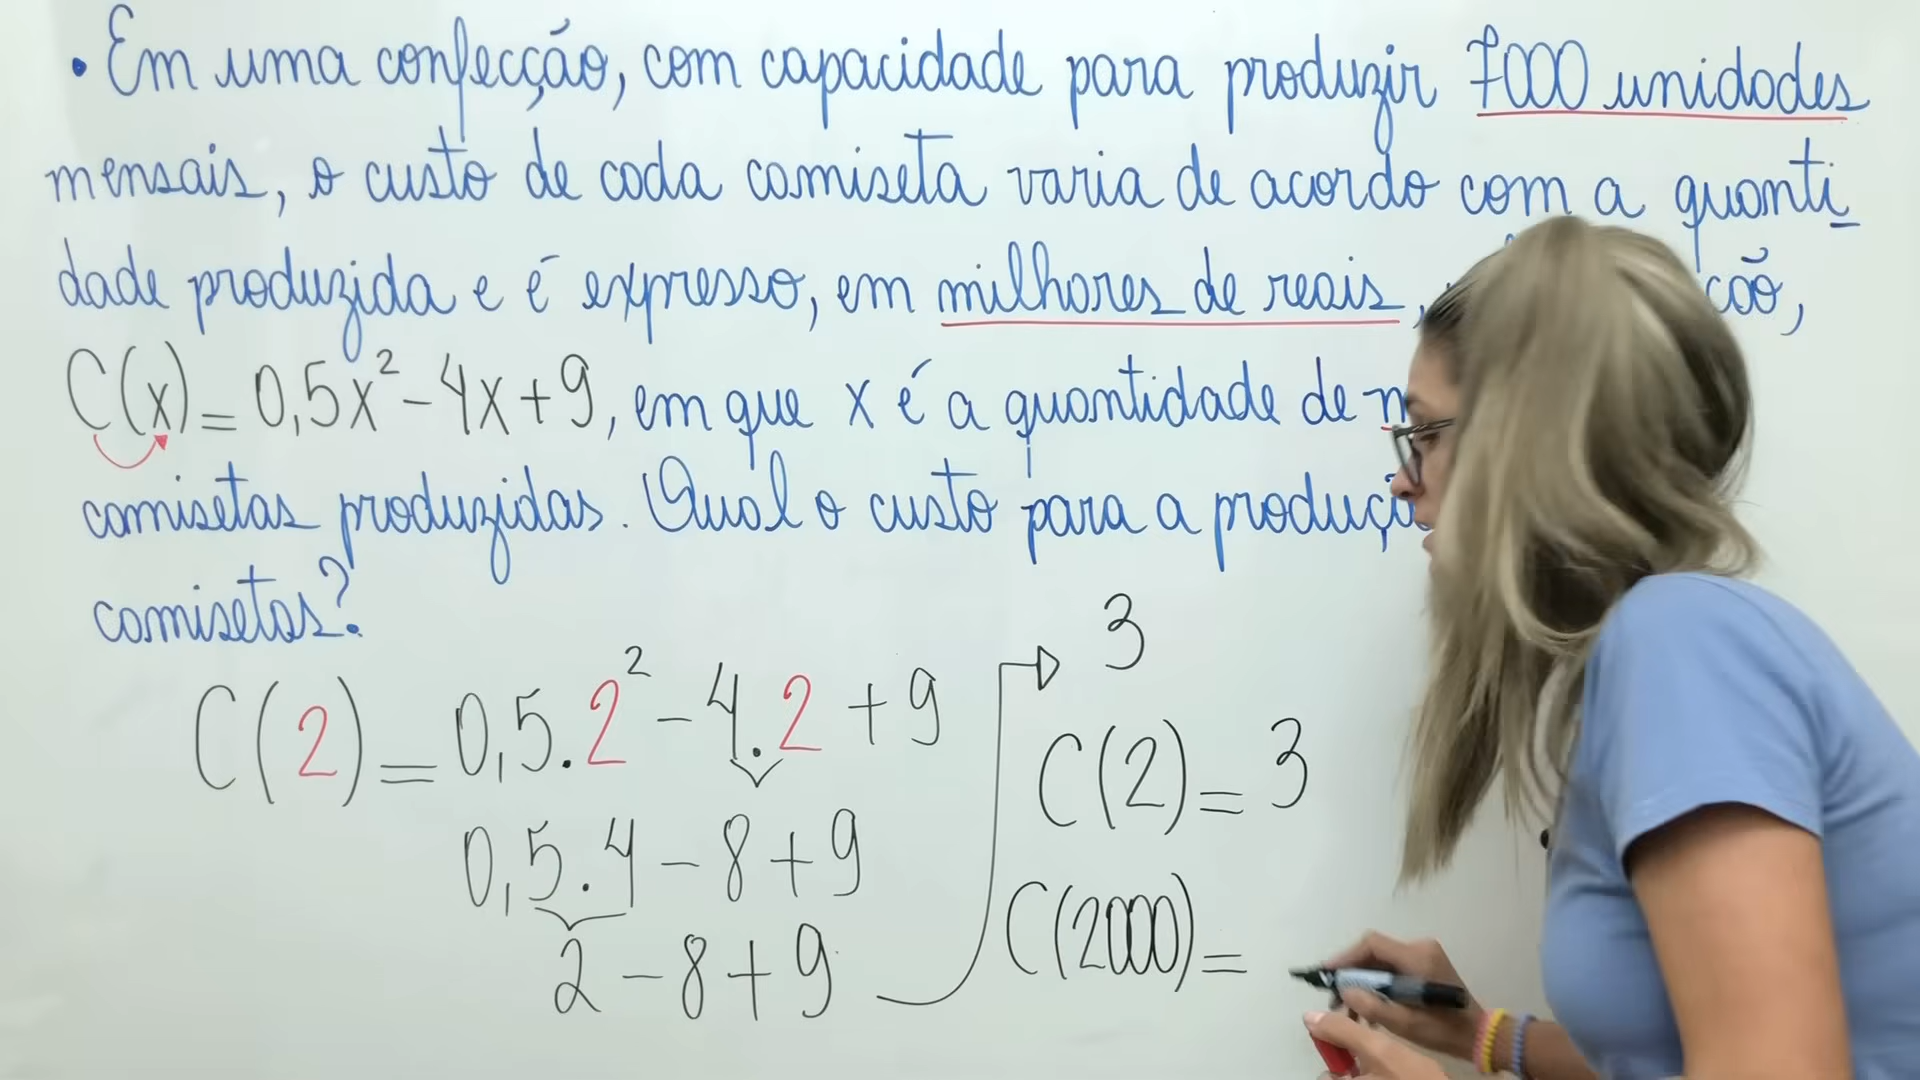 • Em uma confecção, com capacidade para produzir 7000 unidades
mensais, o custo de cada camiseta varia de acordo com a quanti
dade produzida e é expresso, em milhares de reais,
C(x) = 0,5x² - 4x + 9, em que x é a quantidade de
camisetas produzidas. Qual o custo para a
camisetas?
C(2) = 0,5.2² - 4.2 + 9
0,5.4 - 8 + 9
2 - 8 + 9
3
C(2) = 3
C(2000) =